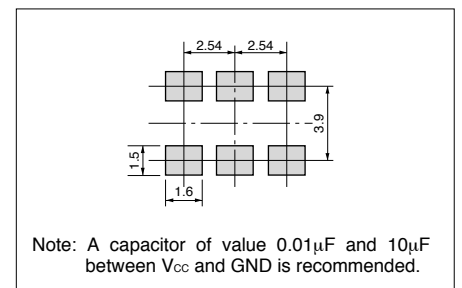 2.54 2.54
3.9
1.5
1.6
Note: A capacitor of value 0.01µF and 10µF
between Vcc and GND is recommended.